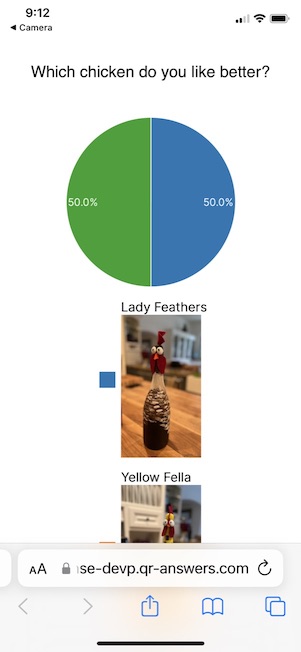 9:12
◀ Camera
Which chicken do you like better?
50.0% 50.0%
Lady Feathers
Yellow Fella
AA se-devp.qr-answers.com